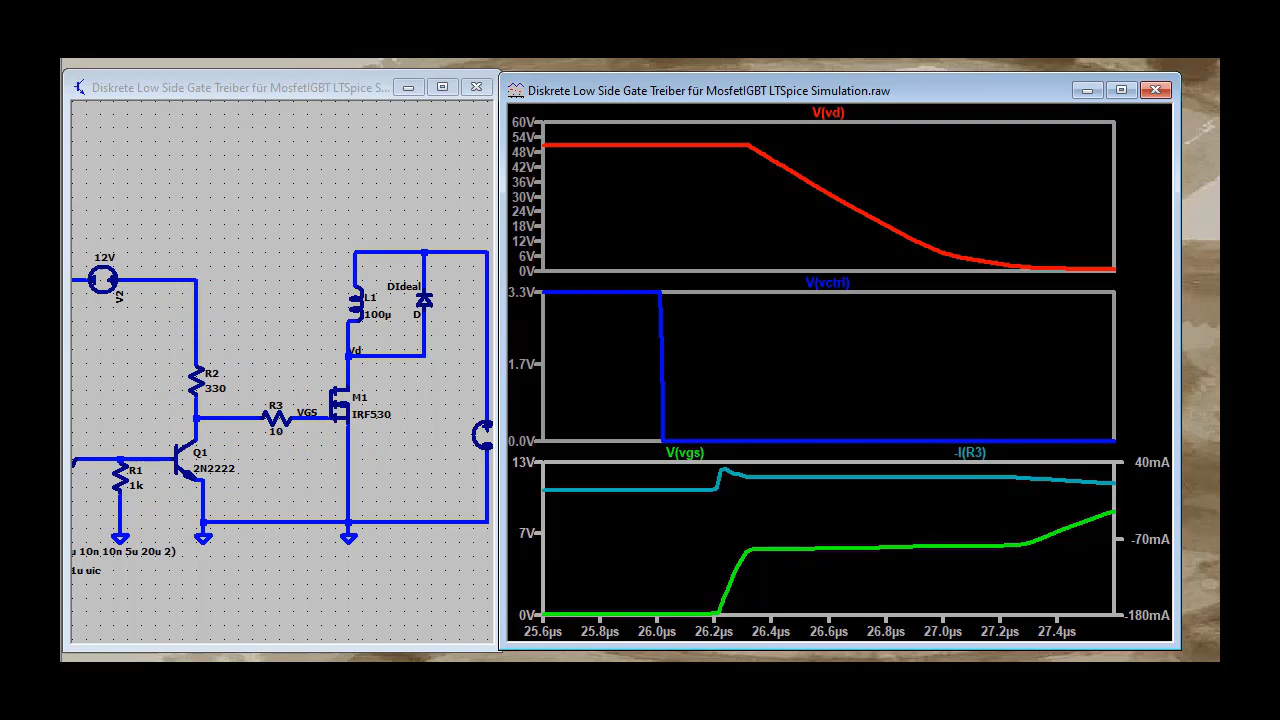 Diskrete Low Side Gate Treiber für MosfetIGBT LTSpice S...
12V
V2
R2
330
R3
10
VGS
Q1
2N2222
R1
1k
DIdeal
L1
100µ
D
Vd
M1
IRF530
µ 10n 10n 5u 20u 2)
1u uic
Diskrete Low Side Gate Treiber für MosfetIGBT LTSpice Simulation.raw
V(vd)
60V
54V
48V
42V
36V
30V
24V
18V
12V
6V
0V
V(vctrl)
3.3V
1.7V
0.0V
V(vgs) -I(R3)
13V 40mA
7V -70mA
0V -180mA
25.6µs 25.8µs 26.0µs 26.2µs 26.4µs 26.6µs 26.8µs 27.0µs 27.2µs 27.4µs